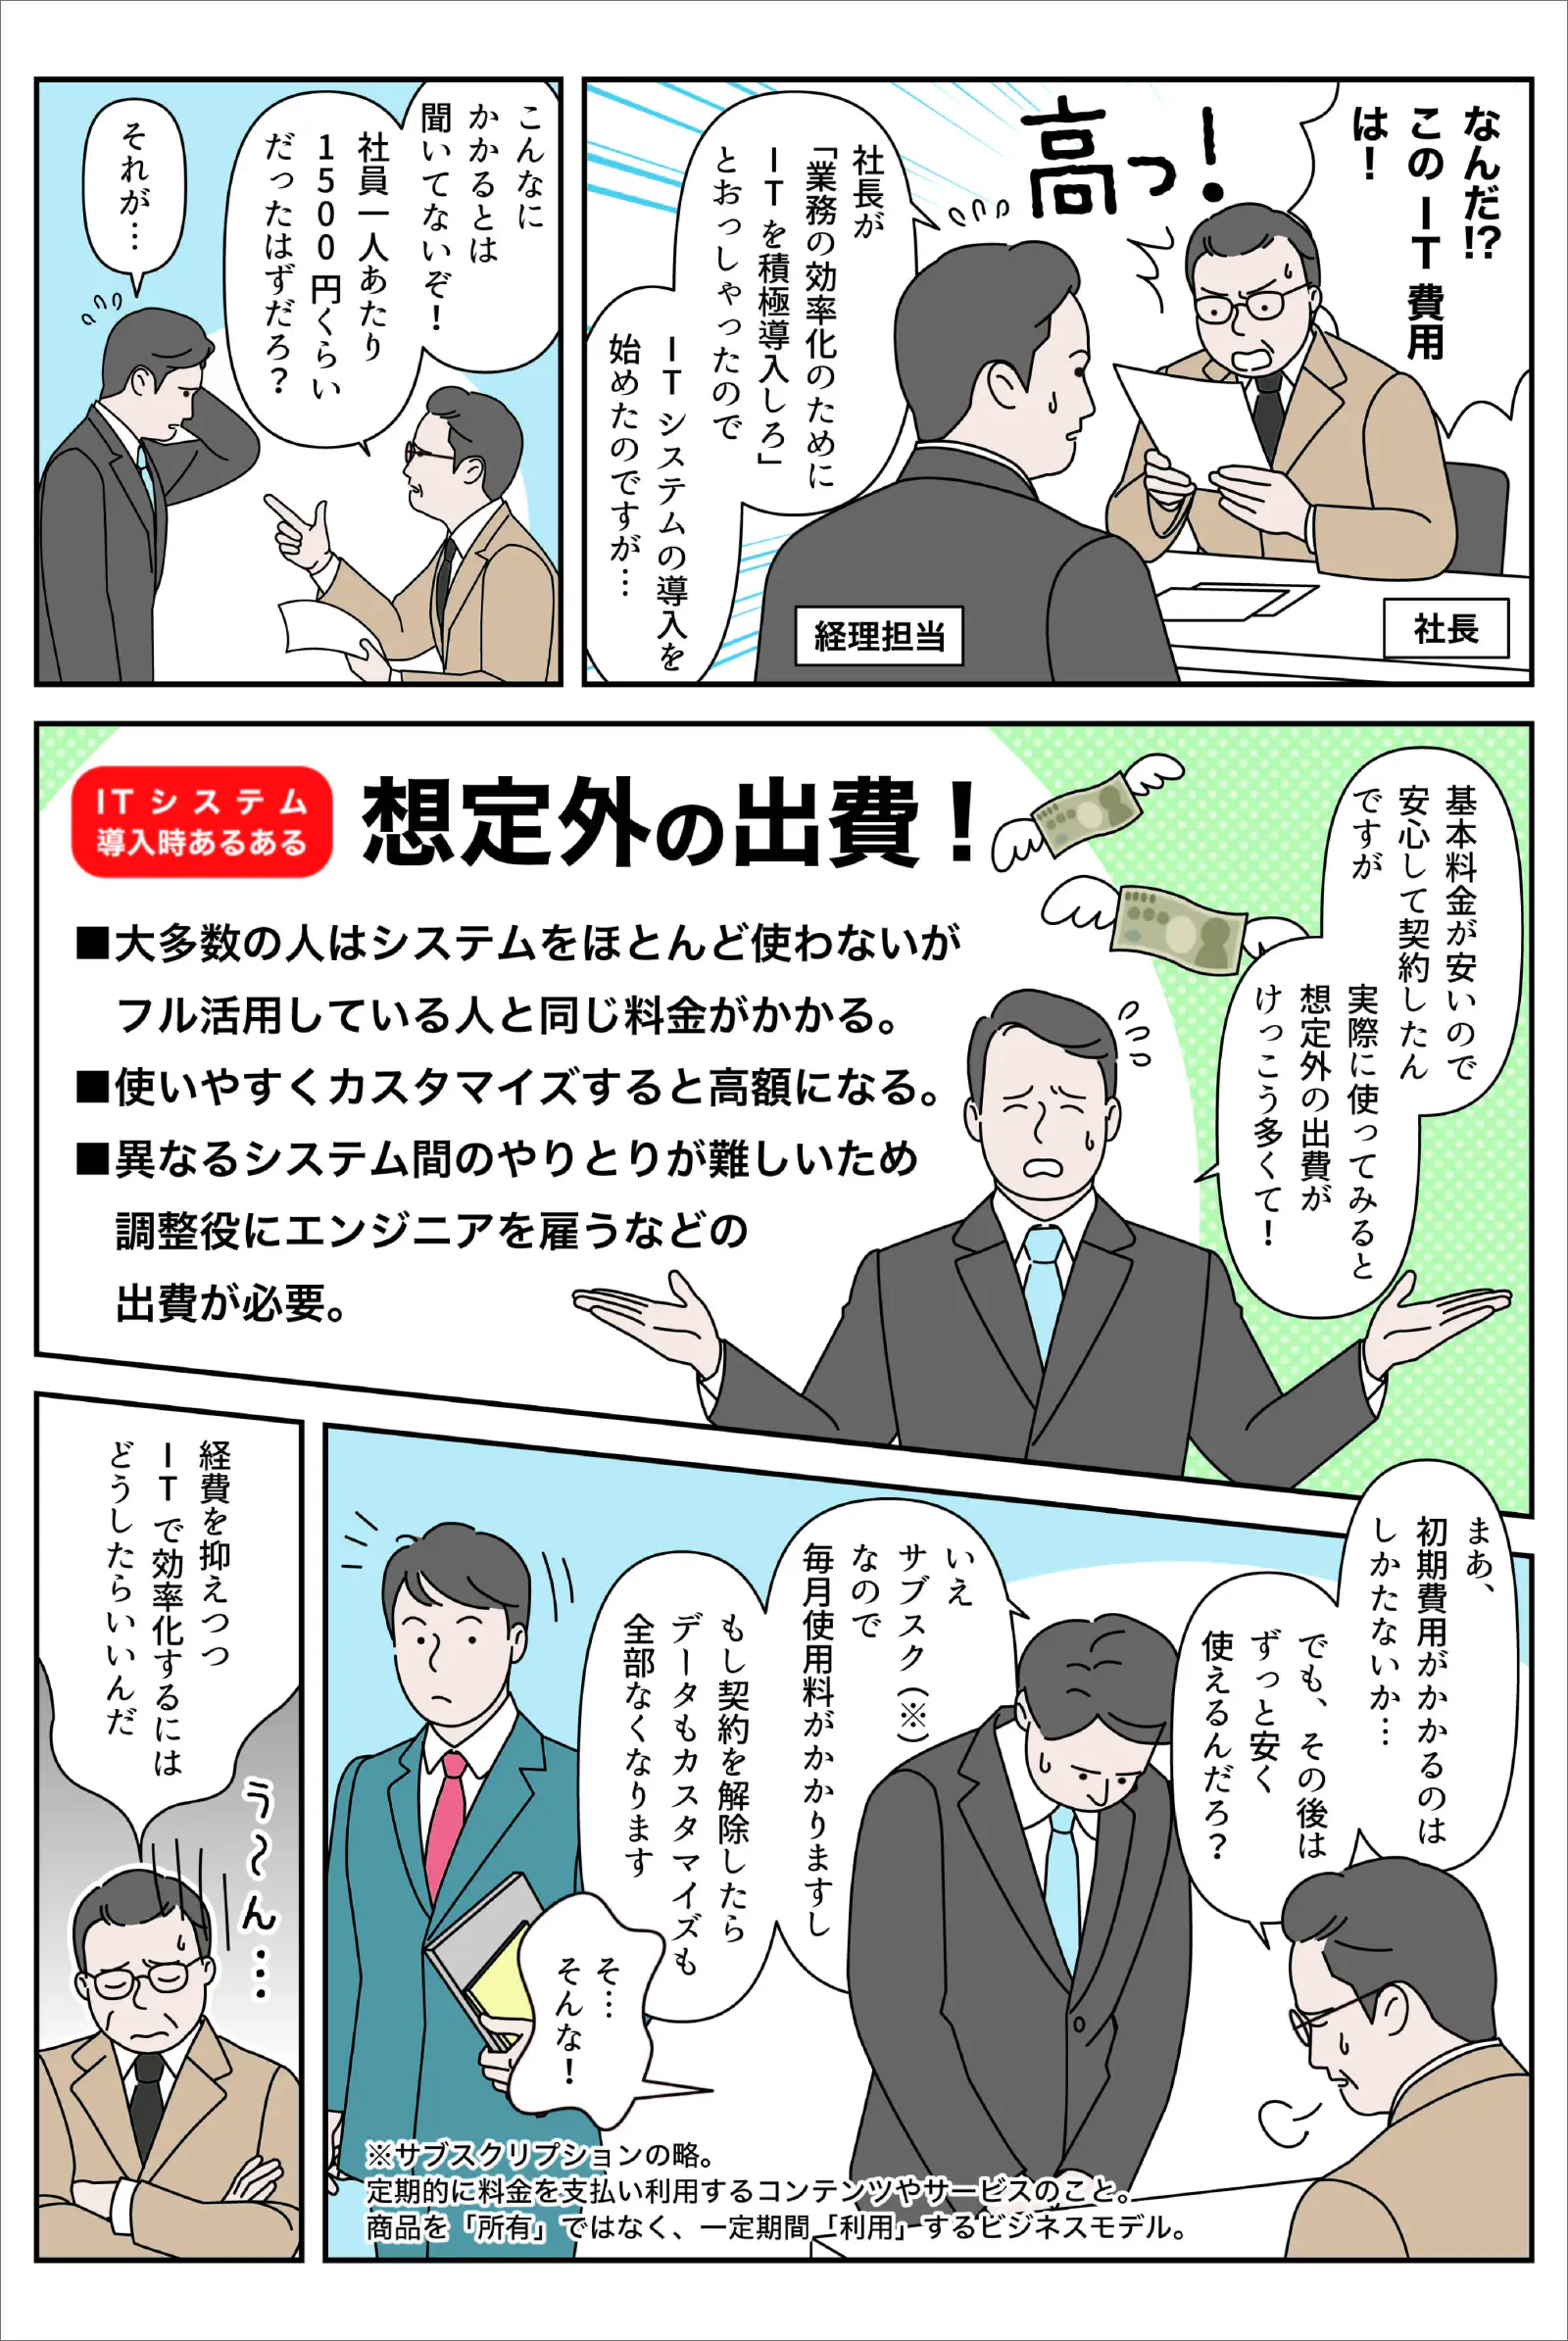 なんだ!?
このIT費用
は！
高っ！
社長が
「業務の効率化のために
ITを積極導入しろ」
とおっしゃったので
ITシステムの導入を
始めたのですが…
経理担当
社長
こんなに
かかるとは
聞いてないぞ！
社員一人あたり
1500円くらい
だったはずだろ？
それが…
ITシステム
導入時あるある
想定外の出費！
基本料金が安いので
安心して契約したん
ですが
実際に使ってみると
想定外の出費が
けっこう多くて！
■大多数の人はシステムをほとんど使わないが
フル活用している人と同じ料金がかかる。
■使いやすくカスタマイズすると高額になる。
■異なるシステム間のやりとりが難しいため
調整役にエンジニアを雇うなどの
出費が必要。
まあ、
初期費用がかかるのは
しかたないか…
でも、その後は
ずっと安く
使えるんだろ？
いえ
サブスク（※）
なので
毎月使用料がかかりますし
もし契約を解除したら
データもカスタマイズも
全部なくなります
そ…
そんな！
※サブスクリプションの略。
定期的に料金を支払い利用するコンテンツやサービスのこと。
商品を「所有」ではなく、一定期間「利用」するビジネスモデル。
経費を抑えつつ
ITで効率化するには
どうしたらいいんだ
う〜ん…